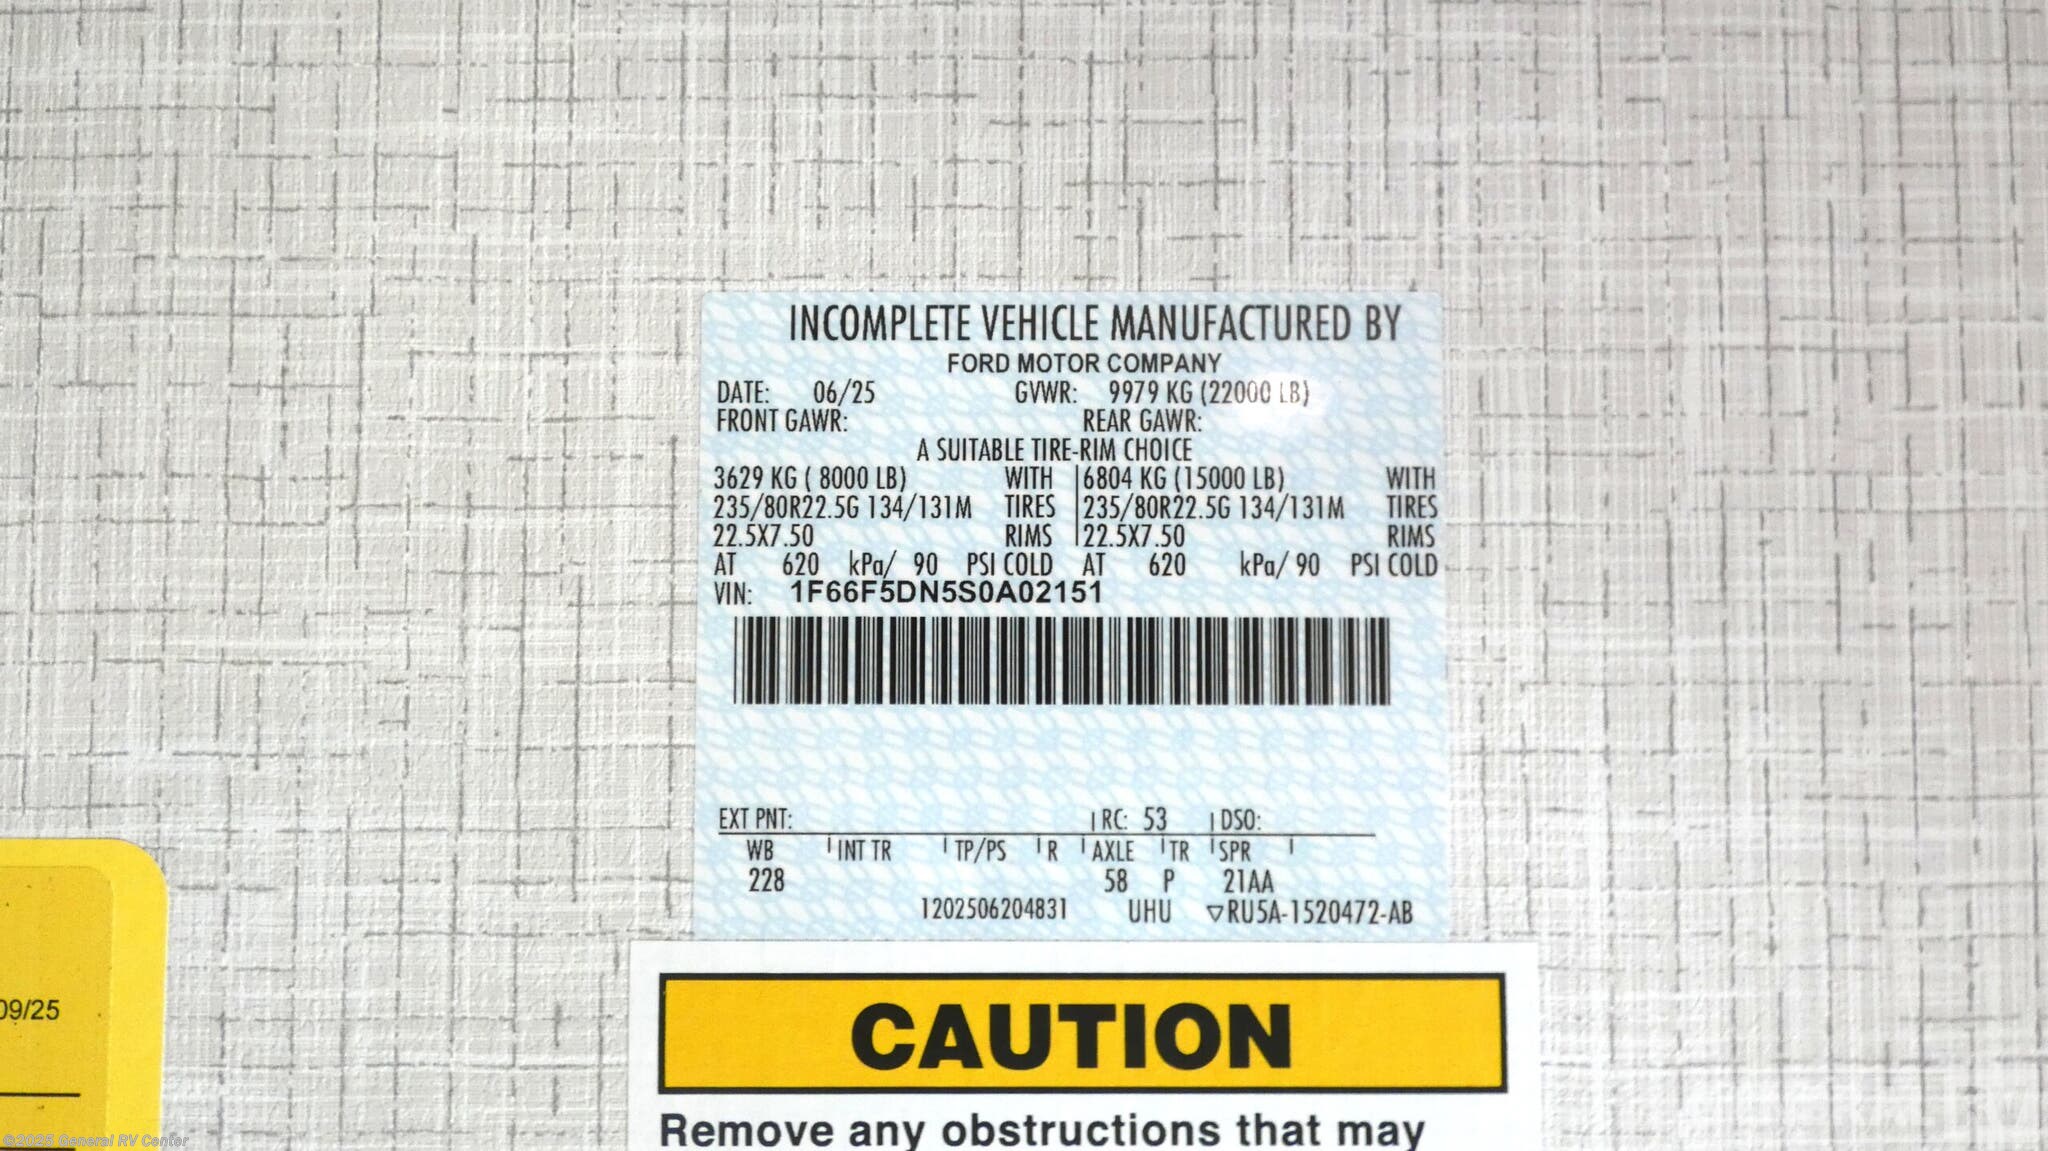 INCOMPLETE VEHICLE MANUFACTURED BY
FORD MOTOR COMPANY
DATE: 06/25 GVWR: 9979 KG (22000 LB)
FRONT GAWR: REAR GAWR:
A SUITABLE TIRE-RIM CHOICE
3629 KG ( 8000 LB) WITH 6804 KG (15000 LB) WITH
235/80R22.5G 134/131M TIRES 235/80R22.5G 134/131M TIRES
22.5X7.50 RIMS 22.5X7.50 RIMS
AT 620 kPa/ 90 PSI COLD AT 620 kPa/ 90 PSI COLD
VIN: 1F66F5DN5S0A02151
EXT PNT: RC: 53 DSO:
WB INT TR TP/PS R AXLE TR SPR
228 58 P 21AA
1202506204831 UHU ▽RU5A-1520472-AB
CAUTION
Remove any obstructions that may
09/25
©2025 General RV Center